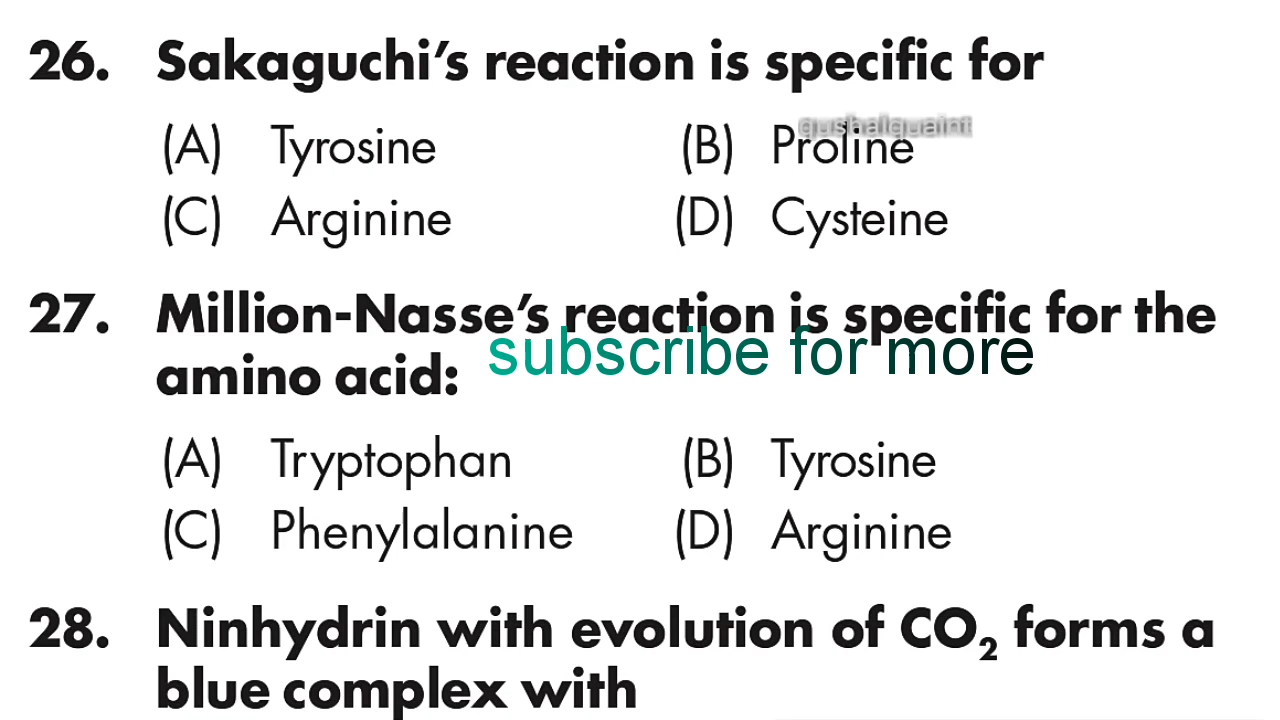 26. Sakaguchi’s reaction is specific for
qushalquaint
(A) Tyrosine (B) Proline
(C) Arginine (D) Cysteine
27. Million-Nasse’s reaction is specific for the
subscribe for more
amino acid:
(A) Tryptophan (B) Tyrosine
(C) Phenylalanine (D) Arginine
28. Ninhydrin with evolution of CO₂ forms a
blue complex with